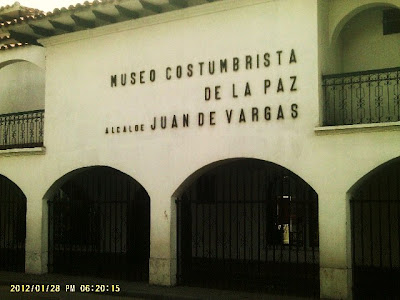 MUSEO COSTUMBRISTA
DE LA PAZ
ALCALDE JUAN DE VARGAS
2012/01/28 PM 06:20:15